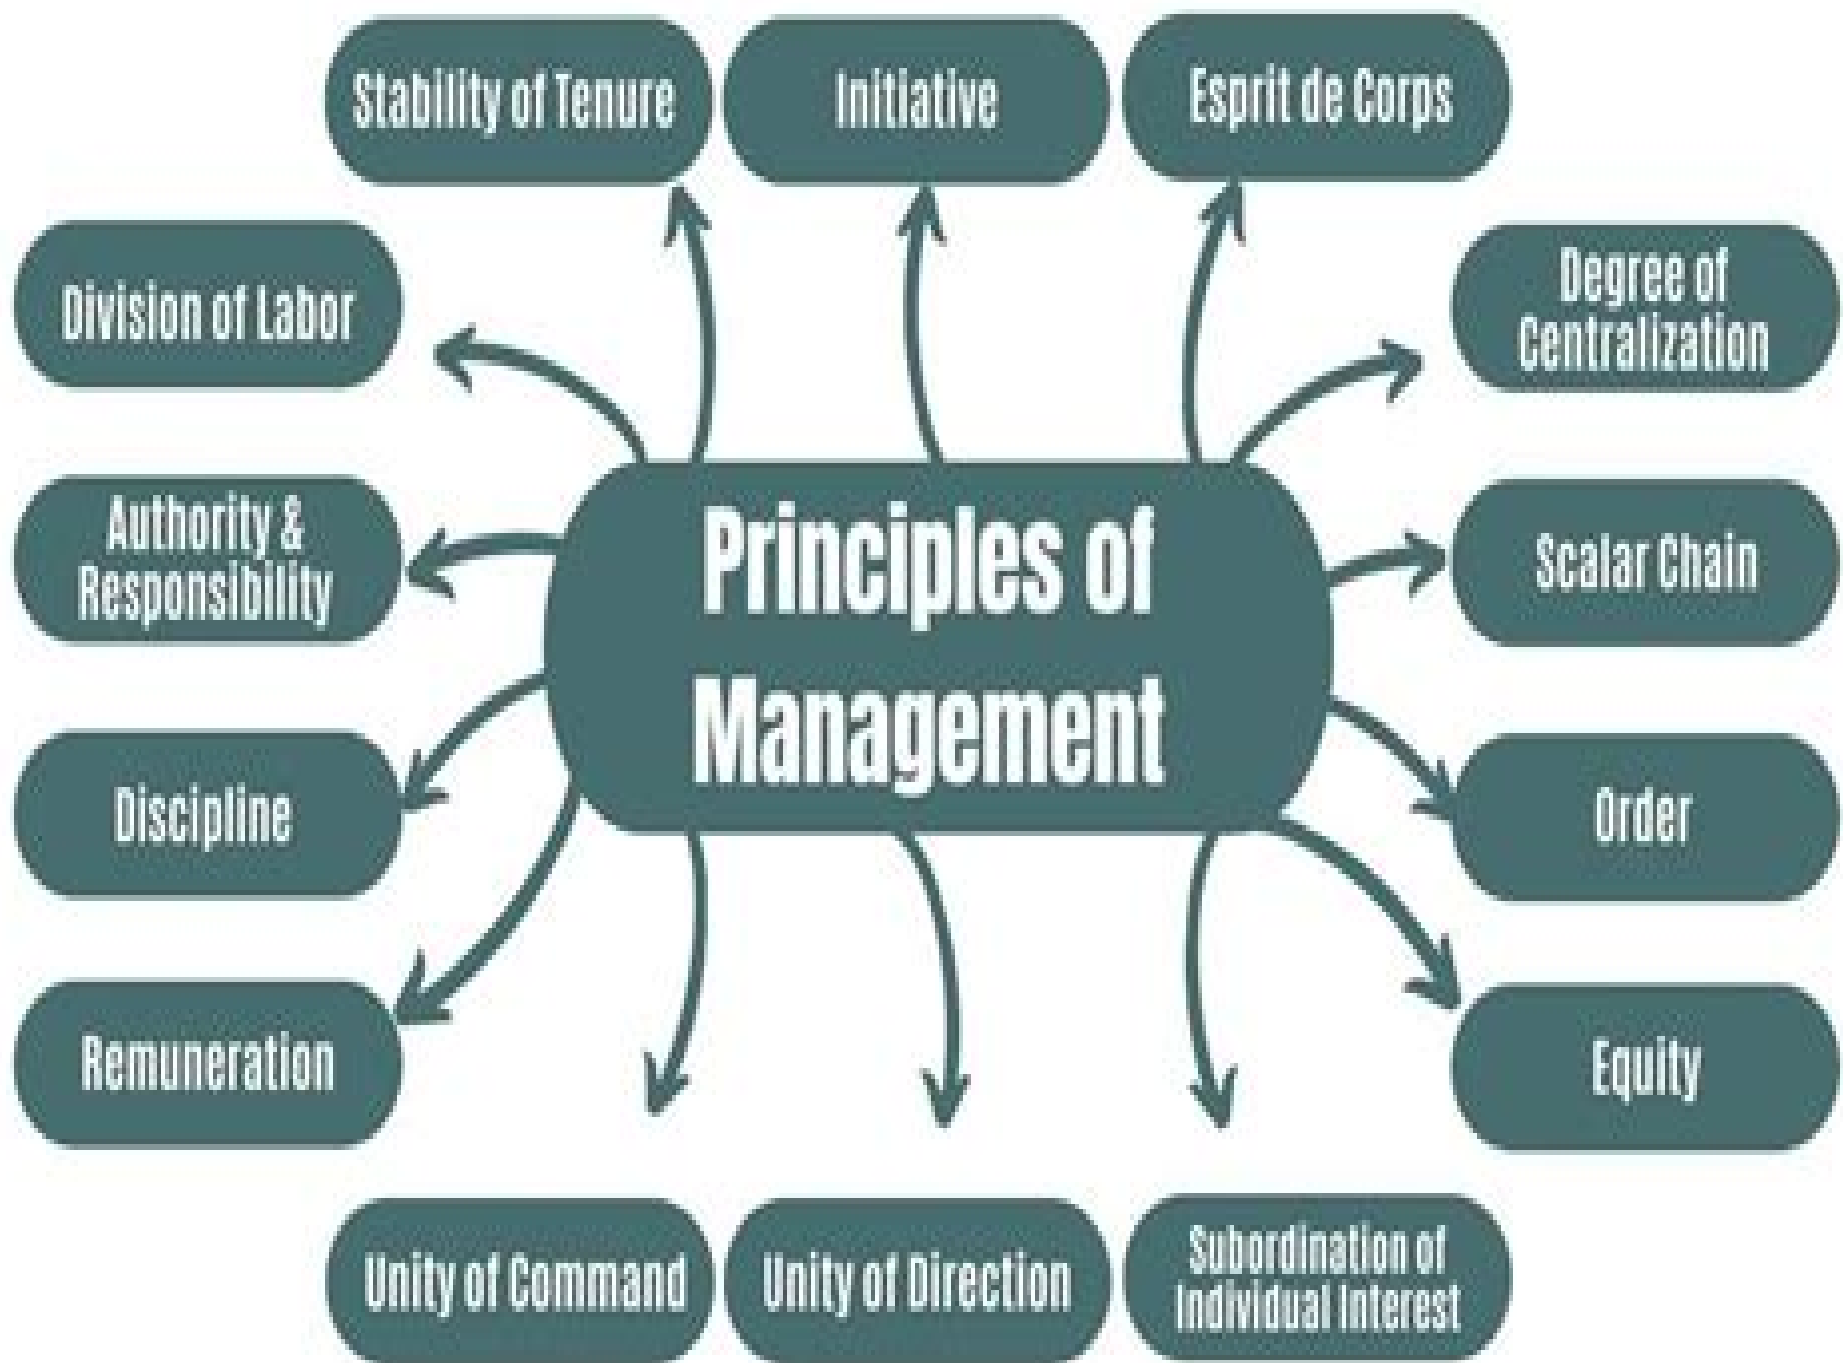 Stability of Tenure
Initiative
Esprit de Corps
Division of Labor
Degree of
Centralization
Authority &
Responsibility
Principles of
Management
Scalar Chain
Discipline
Order
Remuneration
Equity
Unity of Command
Unity of Direction
Subordination of
Individual Interest